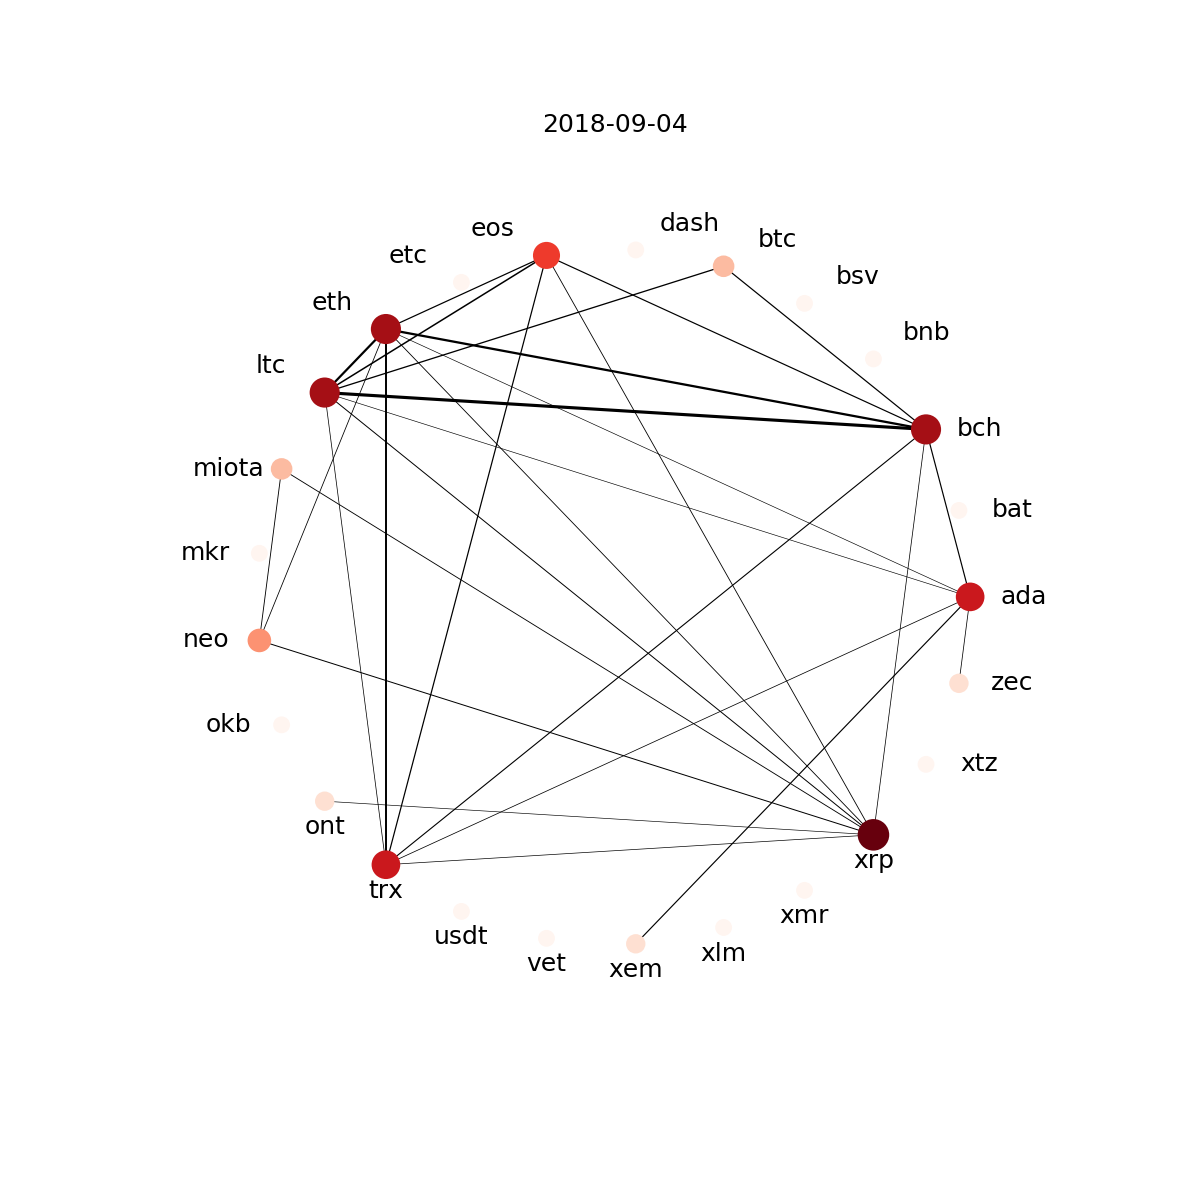 2018-09-04
dash
eos
btc
etc
bsv
eth
bnb
ltc
bch
miota
bat
mkr
ada
neo
zec
okb
xtz
ont
xrp
trx
xmr
usdt
xlm
vet
xem